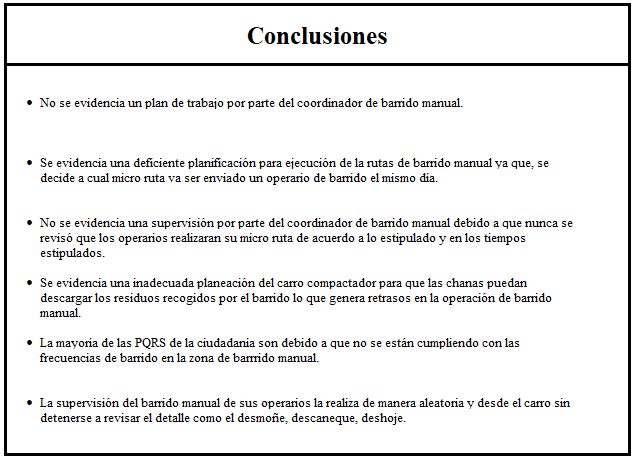 Conclusiones
• No se evidencia un plan de trabajo por parte del coordinador de barrido manual.
• Se evidencia una deficiente planificación para ejecución de la rutas de barrido manual ya que, se
decide a cual micro ruta va ser enviado un operario de barrido el mismo día.
• No se evidencia una supervisión por parte del coordinador de barrido manual debido a que nunca se
revisó que los operarios realizaran su micro ruta de acuerdo a lo estipulado y en los tiempos
estipulados.
• Se evidencia una inadecuada planeación del carro compactador para que las chanas puedan
descargar los residuos recogidos por el barrido lo que genera retrasos en la operación de barrido
manual.
• La mayoría de las PQRS de la ciudadanía son debido a que no se están cumpliendo con las
frecuencias de barrido en la zona de barrrido manual.
• La supervisión del barrido manual de sus operarios la realiza de manera aleatoria y desde el carro sin
detenerse a revisar el detalle como el desmoñe, descaneque, deshoje.